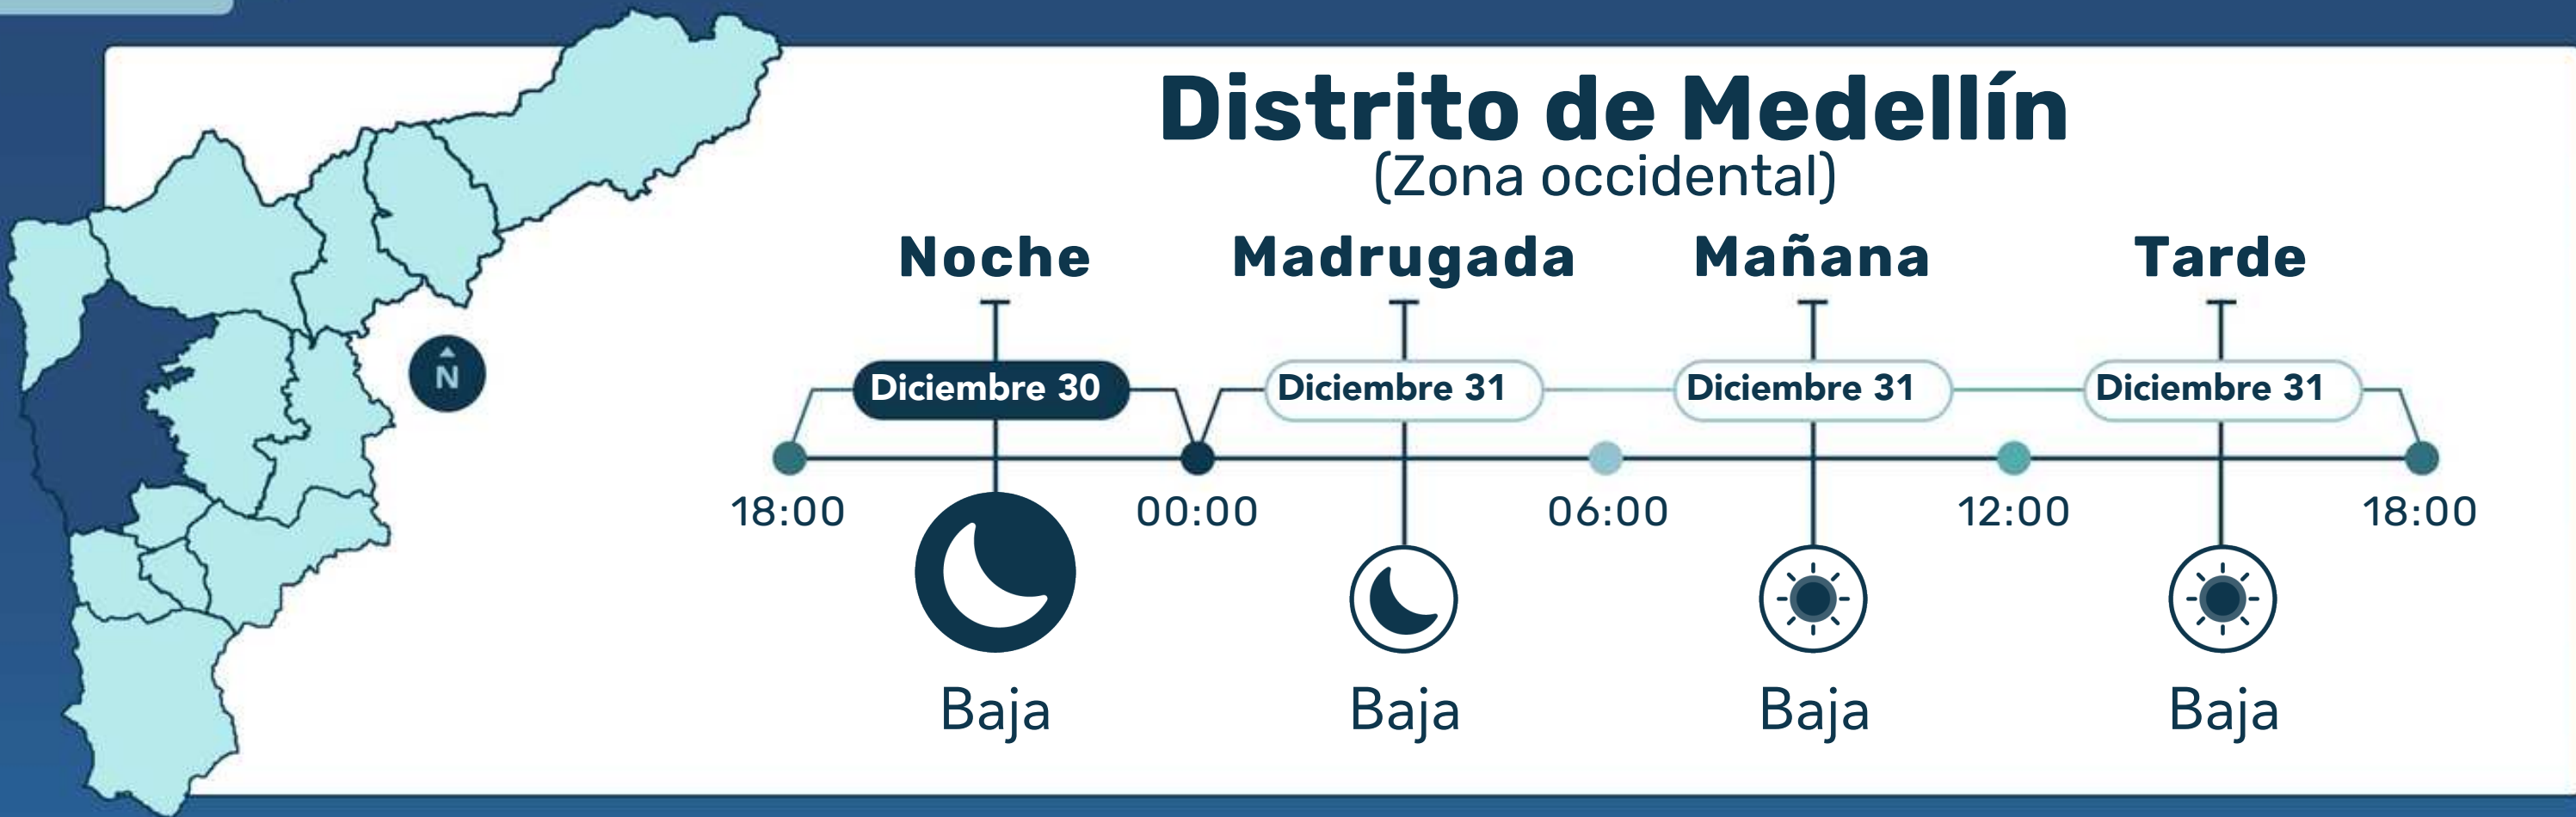 Distrito de Medellín
(Zona occidental)
Noche Madrugada Mañana Tarde
N
Diciembre 30 Diciembre 31 Diciembre 31 Diciembre 31
18:00 00:00 06:00 12:00 18:00
Baja Baja Baja Baja